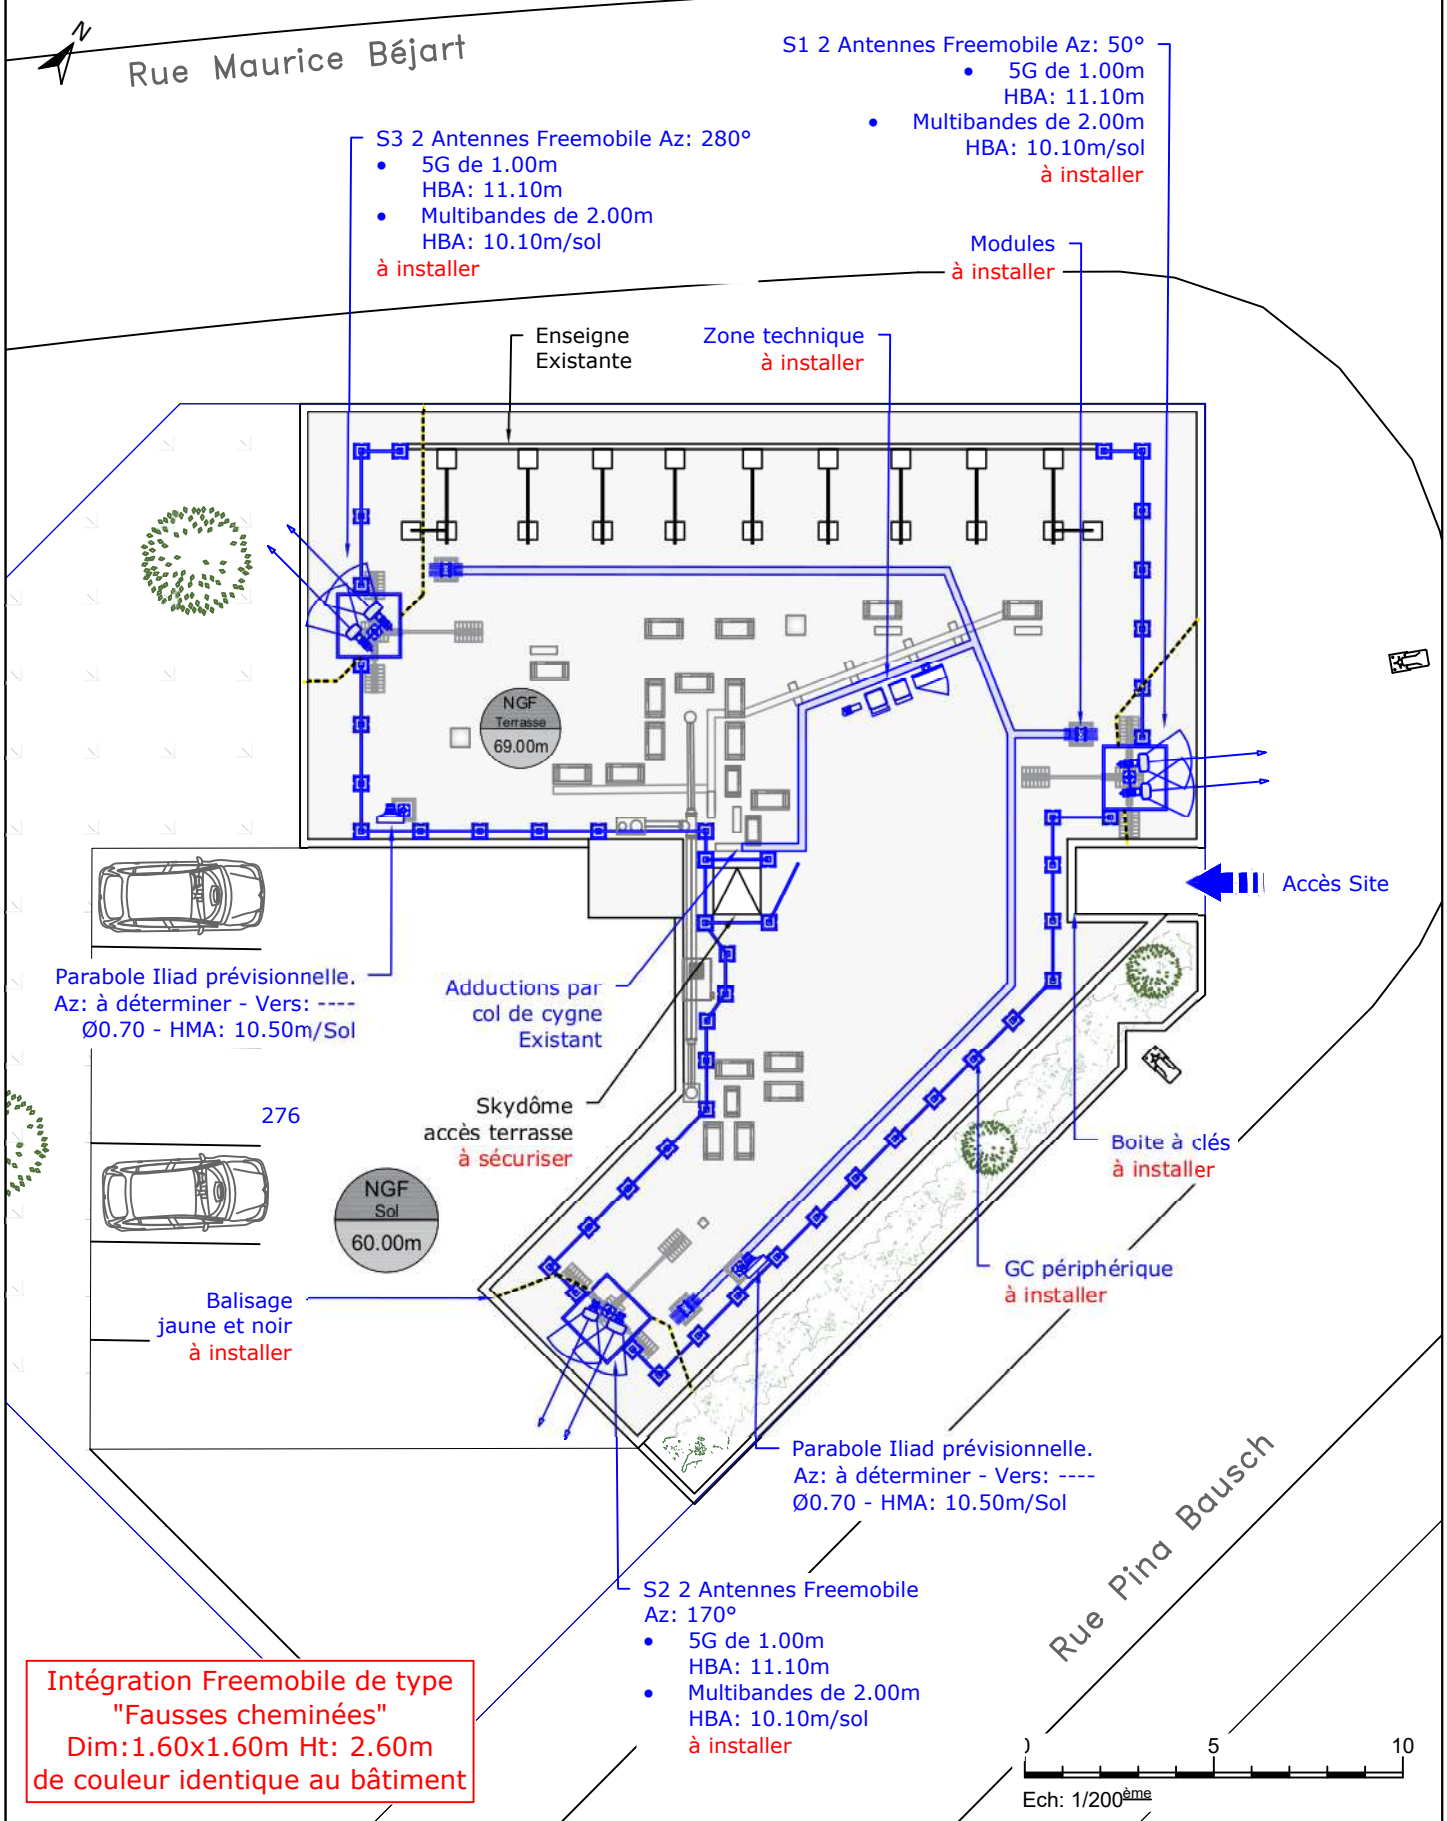 N
Rue Maurice Béjart
S1 2 Antennes Freemobile Az: 50°
• 5G de 1.00m
HBA: 11.10m
• Multibandes de 2.00m
HBA: 10.10m/sol
à installer
S3 2 Antennes Freemobile Az: 280°
• 5G de 1.00m
HBA: 11.10m
• Multibandes de 2.00m
HBA: 10.10m/sol
à installer
Modules
à installer
Enseigne
Existante
Zone technique
à installer
NGF
Terrasse
69.00m
Accès Site
Parabole Iliad prévisionnelle.
Az: à déterminer - Vers: ----
Ø0.70 - HMA: 10.50m/Sol
Adductions par
col de cygne
Existant
Skydôme
accès terrasse
à sécuriser
276
Boite à clés
à installer
NGF
Sol
60.00m
GC périphérique
à installer
Balisage
jaune et noir
à installer
Parabole Iliad prévisionnelle.
Az: à déterminer - Vers: ----
Ø0.70 - HMA: 10.50m/Sol
Rue Pina Bausch
S2 2 Antennes Freemobile
Az: 170°
• 5G de 1.00m
HBA: 11.10m
• Multibandes de 2.00m
HBA: 10.10m/sol
à installer
Intégration Freemobile de type
"Fausses cheminées"
Dim:1.60x1.60m Ht: 2.60m
de couleur identique au bâtiment
0 5 10
Ech: 1/200ème